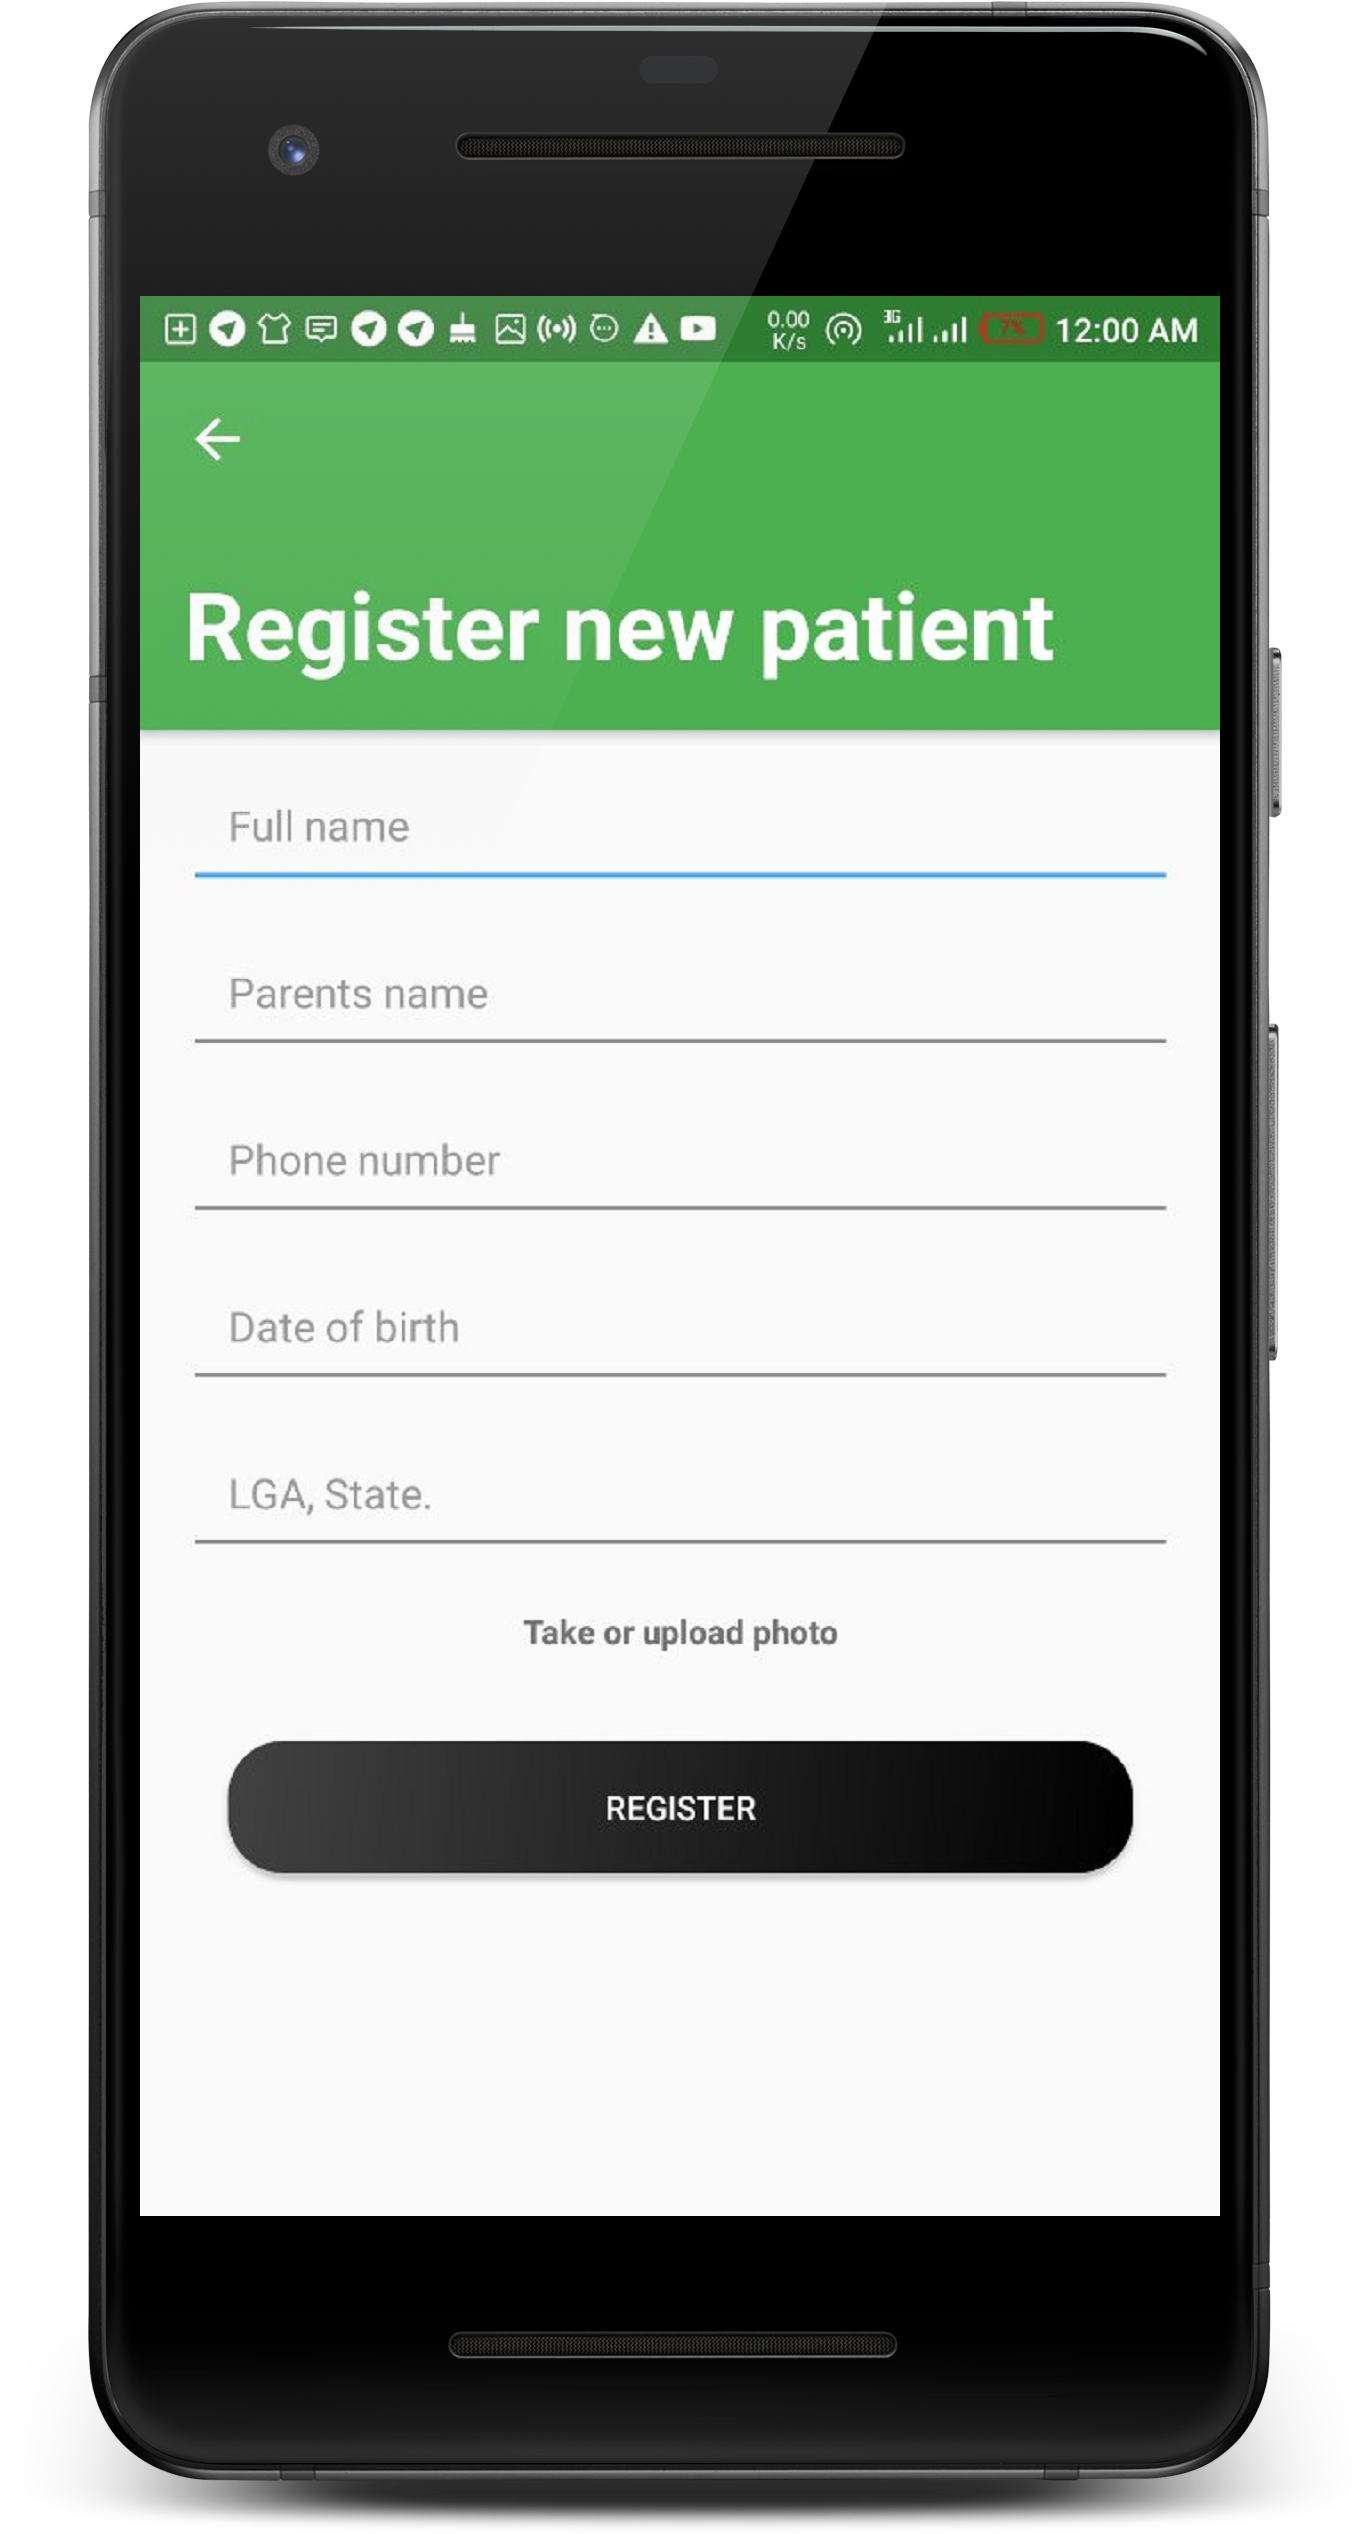 0.00
K/s
3G
7%
12:00 AM
Register new patient
Full name
Parents name
Phone number
Date of birth
LGA, State.
Take or upload photo
REGISTER